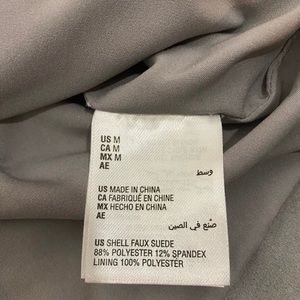 US M
CA M
MX M
AE
وسط
US MADE IN CHINA
CA FABRIQUÉ EN CHINE
MX HECHO EN CHINA
AE
صُنع في الصين
US SHELL FAUX SUEDE
88% POLYESTER 12% SPANDEX
LINING 100% POLYESTER